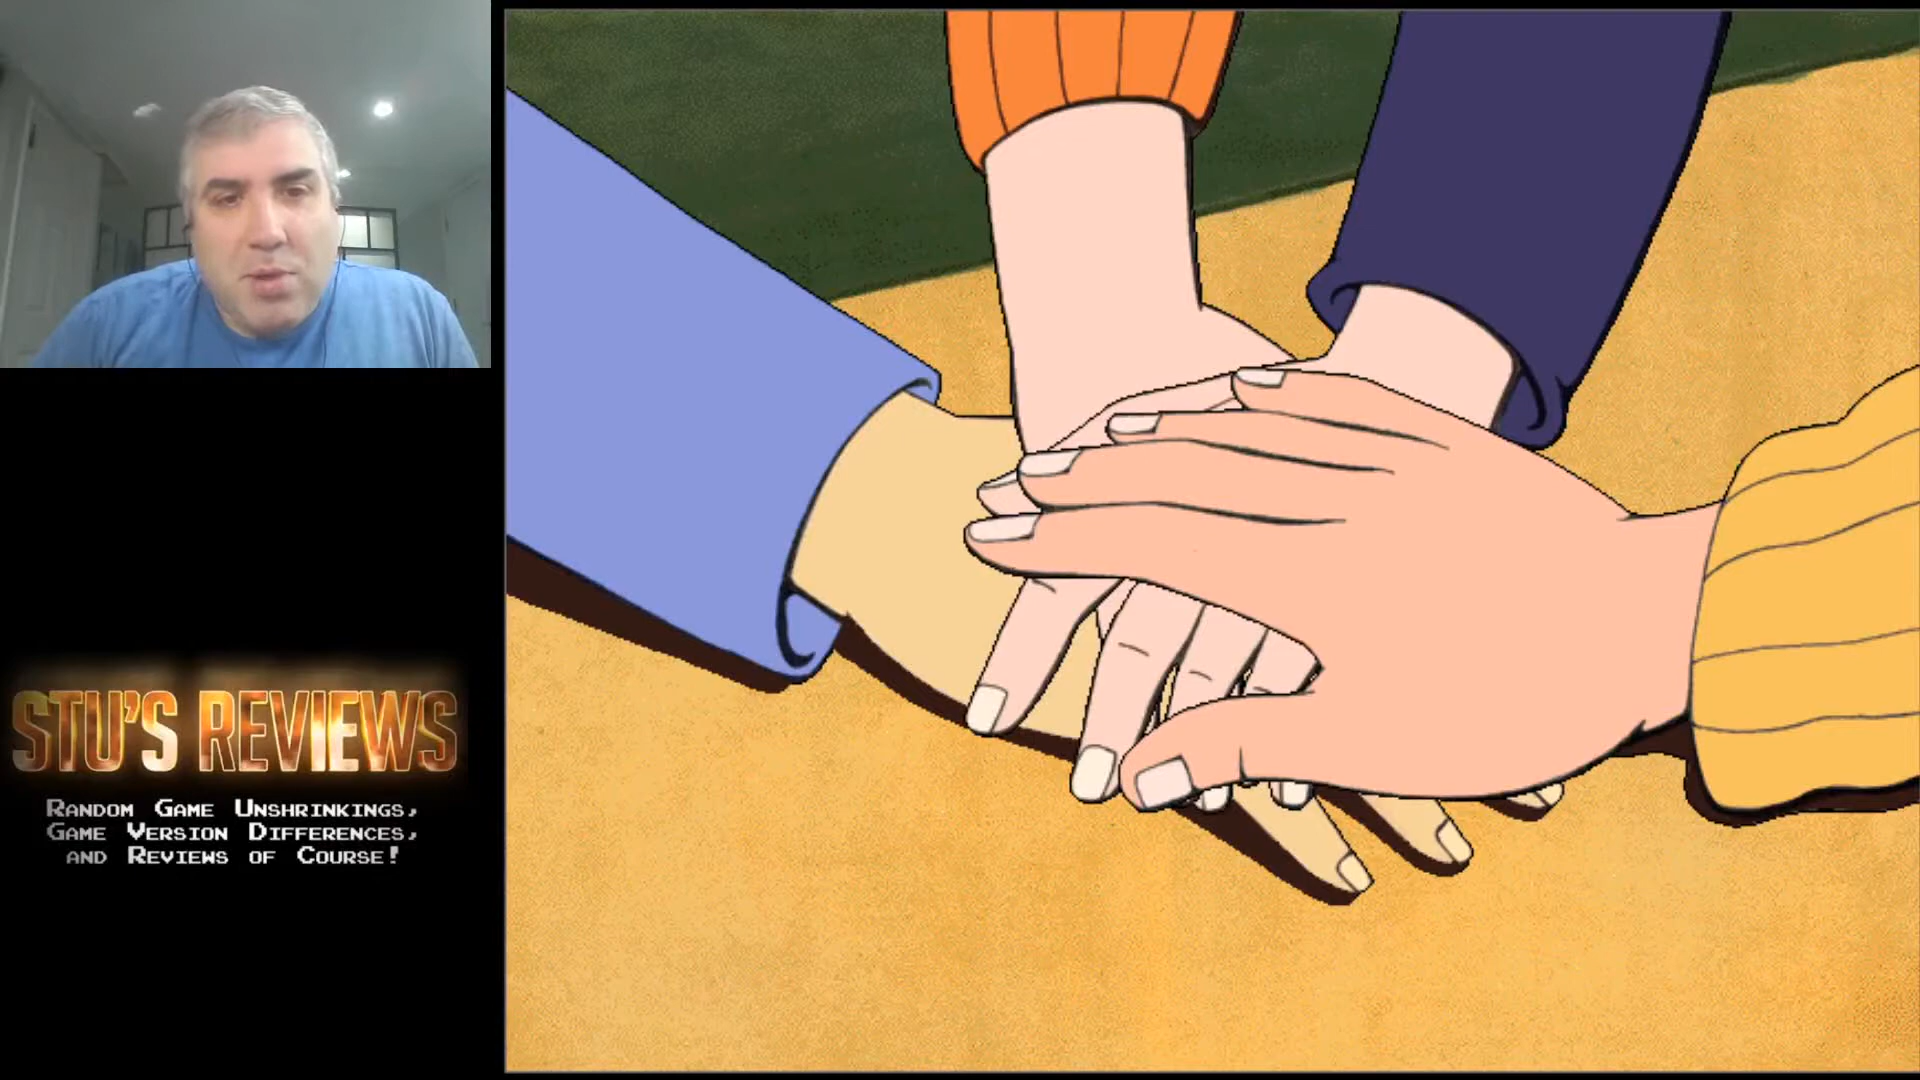 STU'S REVIEWS
RANDOM GAME UNSHRINKINGS,
GAME VERSION DIFFERENCES,
AND REVIEWS OF COURSE!